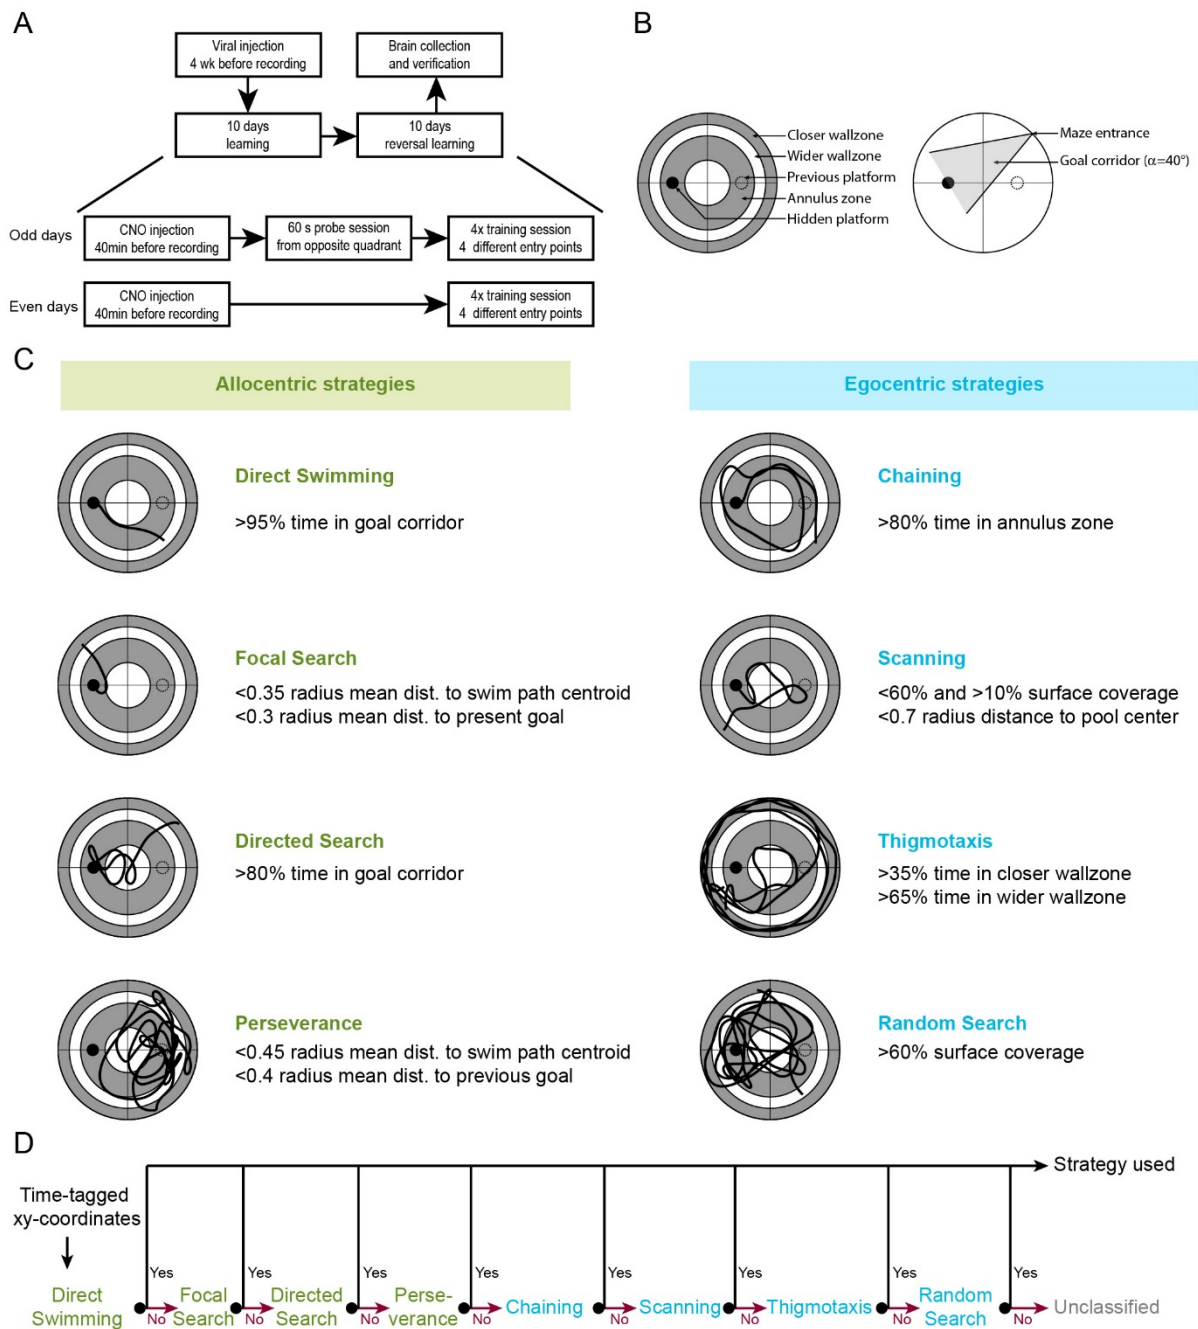 A
Viral injection
4 wk before recording
Brain collection
and verification
10 days
learning
10 days
reversal learning
Odd days
CNO injection
40min before recording
60 s probe session
from opposite quadrant
4x training session
4 different entry points
Even days
CNO injection
40min before recording
4x training session
4 different entry points
B
Closer wallzone
Wider wallzone
Previous platform
Annulus zone
Hidden platform
Maze entrance
Goal corridor (α=40°)
C
Allocentric strategies
Direct Swimming
>95% time in goal corridor
Focal Search
<0.35 radius mean dist. to swim path centroid
<0.3 radius mean dist. to present goal
Directed Search
>80% time in goal corridor
Perseverance
<0.45 radius mean dist. to swim path centroid
<0.4 radius mean dist. to previous goal
Egocentric strategies
Chaining
>80% time in annulus zone
Scanning
<60% and >10% surface coverage
<0.7 radius distance to pool center
Thigmotaxis
>35% time in closer wallzone
>65% time in wider wallzone
Random Search
>60% surface coverage
D
Time-tagged
xy-coordinates
Strategy used
Direct
Swimming
Yes
No
Focal
Search
Yes
No
Directed
Search
Yes
No
Perse-
verance
Yes
No
Chaining
Yes
No
Scanning
Yes
No
Thigmotaxis
Yes
No
Random
Search
Yes
No
Unclassified